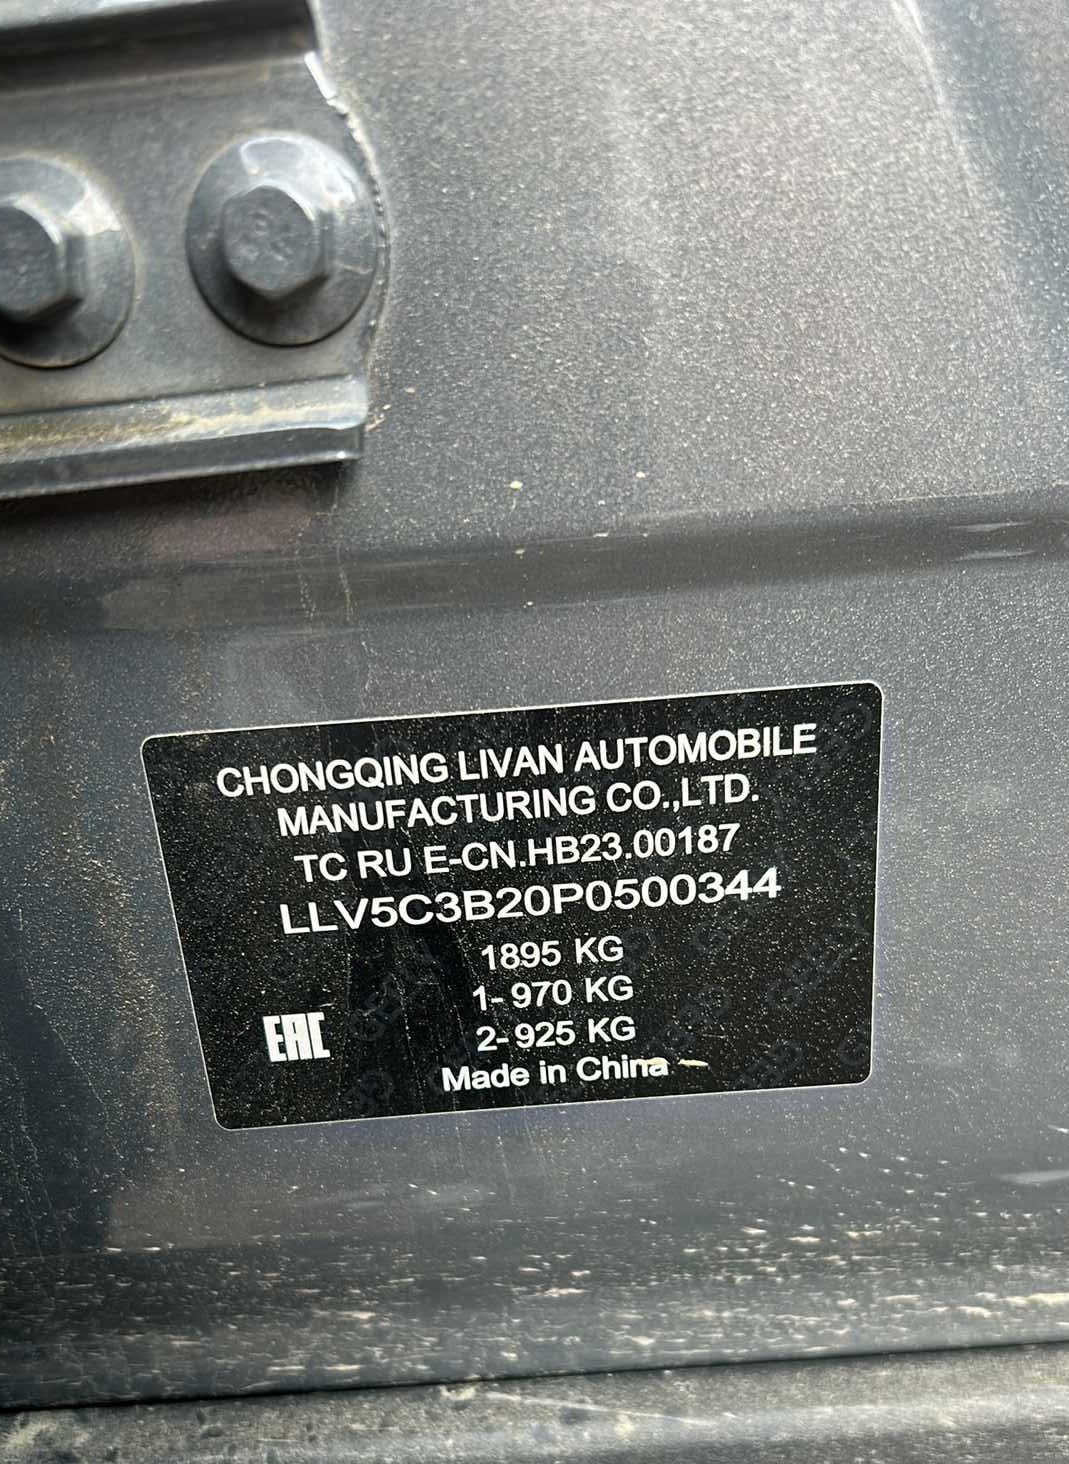 CHONGQING LIVAN AUTOMOBILE
MANUFACTURING CO.,LTD.
TC RU E-CN.HB23.00187
LLV5C3B20P0500344
1895 KG
1- 970 KG
2- 925 KG
EAC
Made in China